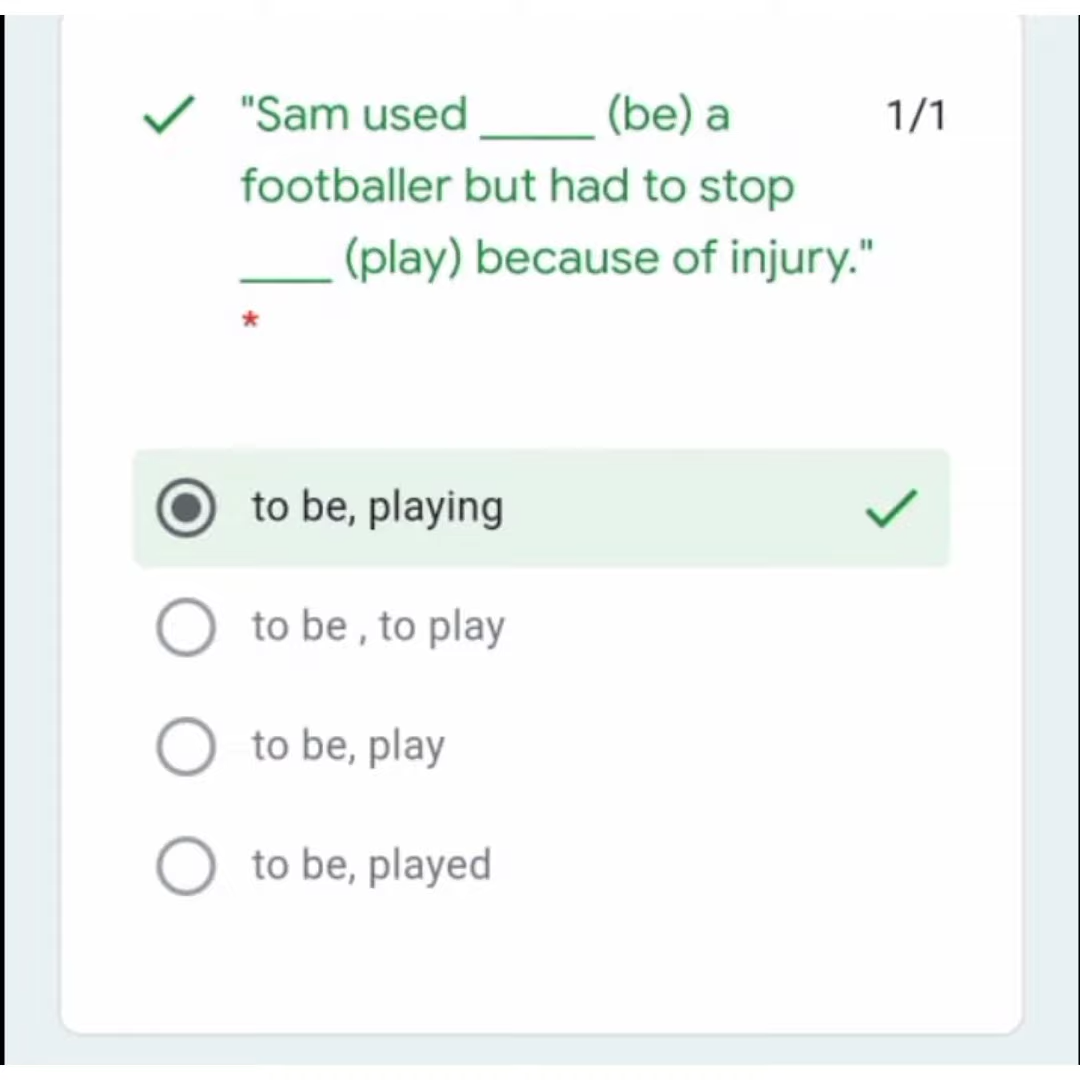 "Sam used _____ (be) a
1/1
footballer but had to stop
____ (play) because of injury."
*
to be, playing
to be , to play
to be, play
to be, played